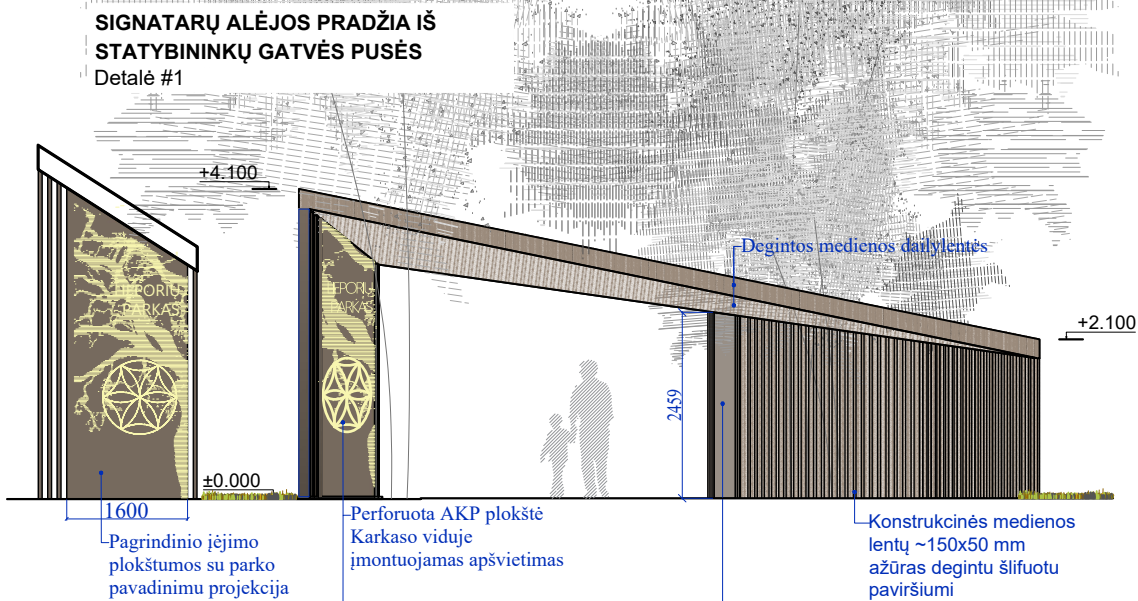 SIGNATARŲ ALĖJOS PRADŽIA IŠ
STATYBININKŲ GATVĖS PUSĖS
Detalė #1
+4.100
Degintos medienos dailylentės
+2.100
PARKAS
PARKAS
2459
±0.000
1600
Pagrindinio įėjimo
plokštumos su parko
pavadinimu projekcija
Perforuota AKP plokštė
Karkaso viduje
įmontuojamas apšvietimas
Konstrukcinės medienos
lentų ~150x50 mm
ažūras degintu šlifuotu
paviršiumi